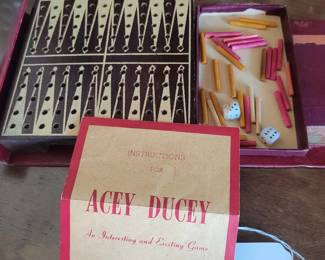 INSTRUCTIONS
FOR
ACEY DUCEY
An Interesting and Exciting Game